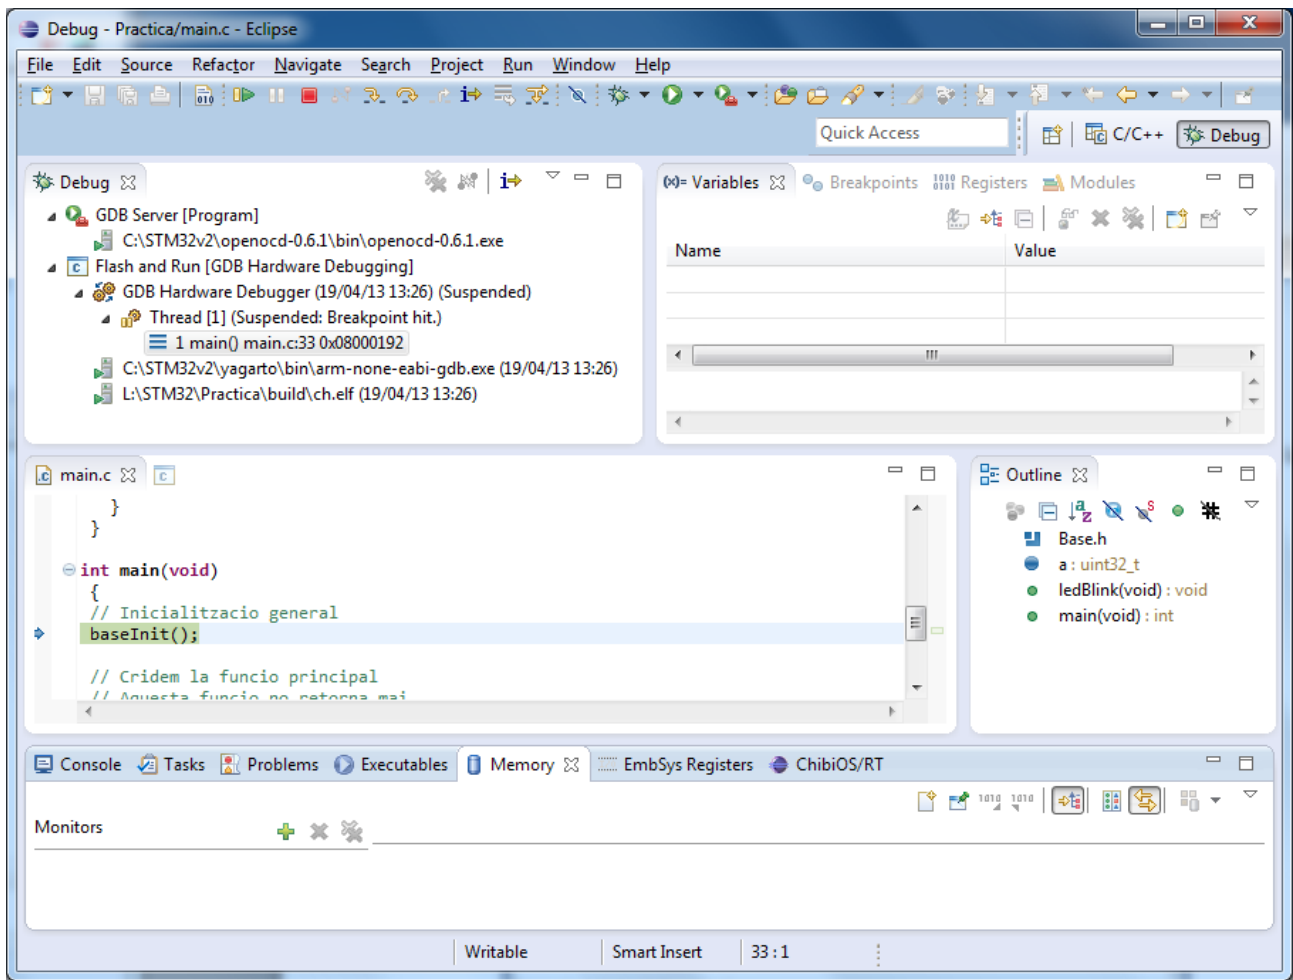 Debug - Practica/main.c - Eclipse
File Edit Source Refactor Navigate Search Project Run Window Help
Quick Access
C/C++
Debug
Debug
GDB Server [Program]
C:\STM32v2\openocd-0.6.1\bin\openocd-0.6.1.exe
Flash and Run [GDB Hardware Debugging]
GDB Hardware Debugger (19/04/13 13:26) (Suspended)
Thread [1] (Suspended: Breakpoint hit.)
1 main() main.c:33 0x08000192
C:\STM32v2\yagarto\bin\arm-none-eabi-gdb.exe (19/04/13 13:26)
L:\STM32\Practica\build\ch.elf (19/04/13 13:26)
(x)= Variables Breakpoints Registers Modules
Name Value
main.c
}
}
int main(void)
{
// Inicialitzacio general
baseInit();
// Cridem la funcio principal
// Aquesta funcio no retorna mai
Outline
Base.h
a : uint32_t
ledBlink(void) : void
main(void) : int
Console Tasks Problems Executables Memory EmbSys Registers ChibiOS/RT
Monitors
Writable Smart Insert 33 : 1